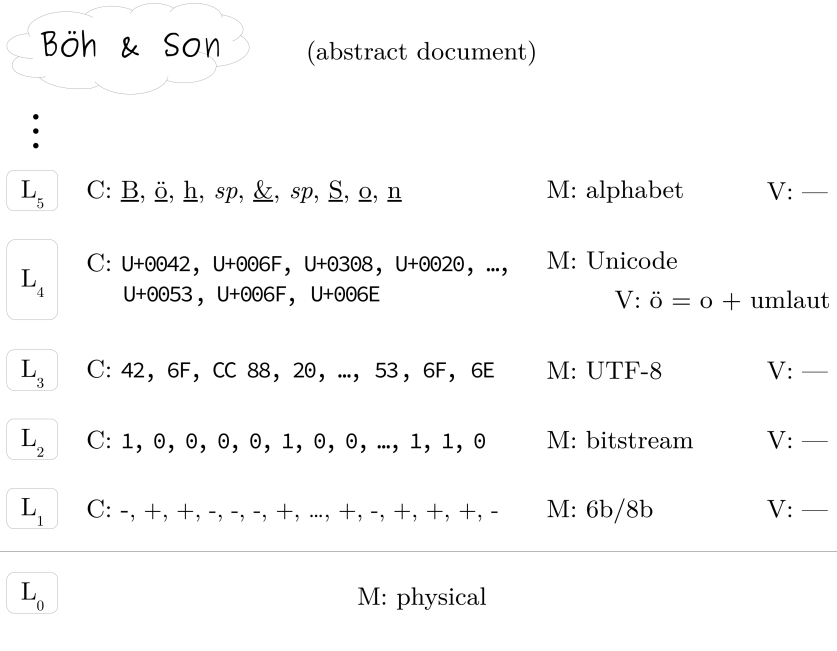 Böh & Son (abstract document)
⋮
L₅ C: B, ö, h, sp, &, sp, S, o, n M: alphabet V: —
L₄ C: U+0042, U+006F, U+0308, U+0020, …, M: Unicode
U+0053, U+006F, U+006E V: ö = o + umlaut
L₃ C: 42, 6F, CC 88, 20, …, 53, 6F, 6E M: UTF-8 V: —
L₂ C: 1, 0, 0, 0, 0, 1, 0, 0, …, 1, 1, 0 M: bitstream V: —
L₁ C: -, +, +, -, -, -, +, …, +, -, +, +, +, - M: 6b/8b V: —
L₀ M: physical